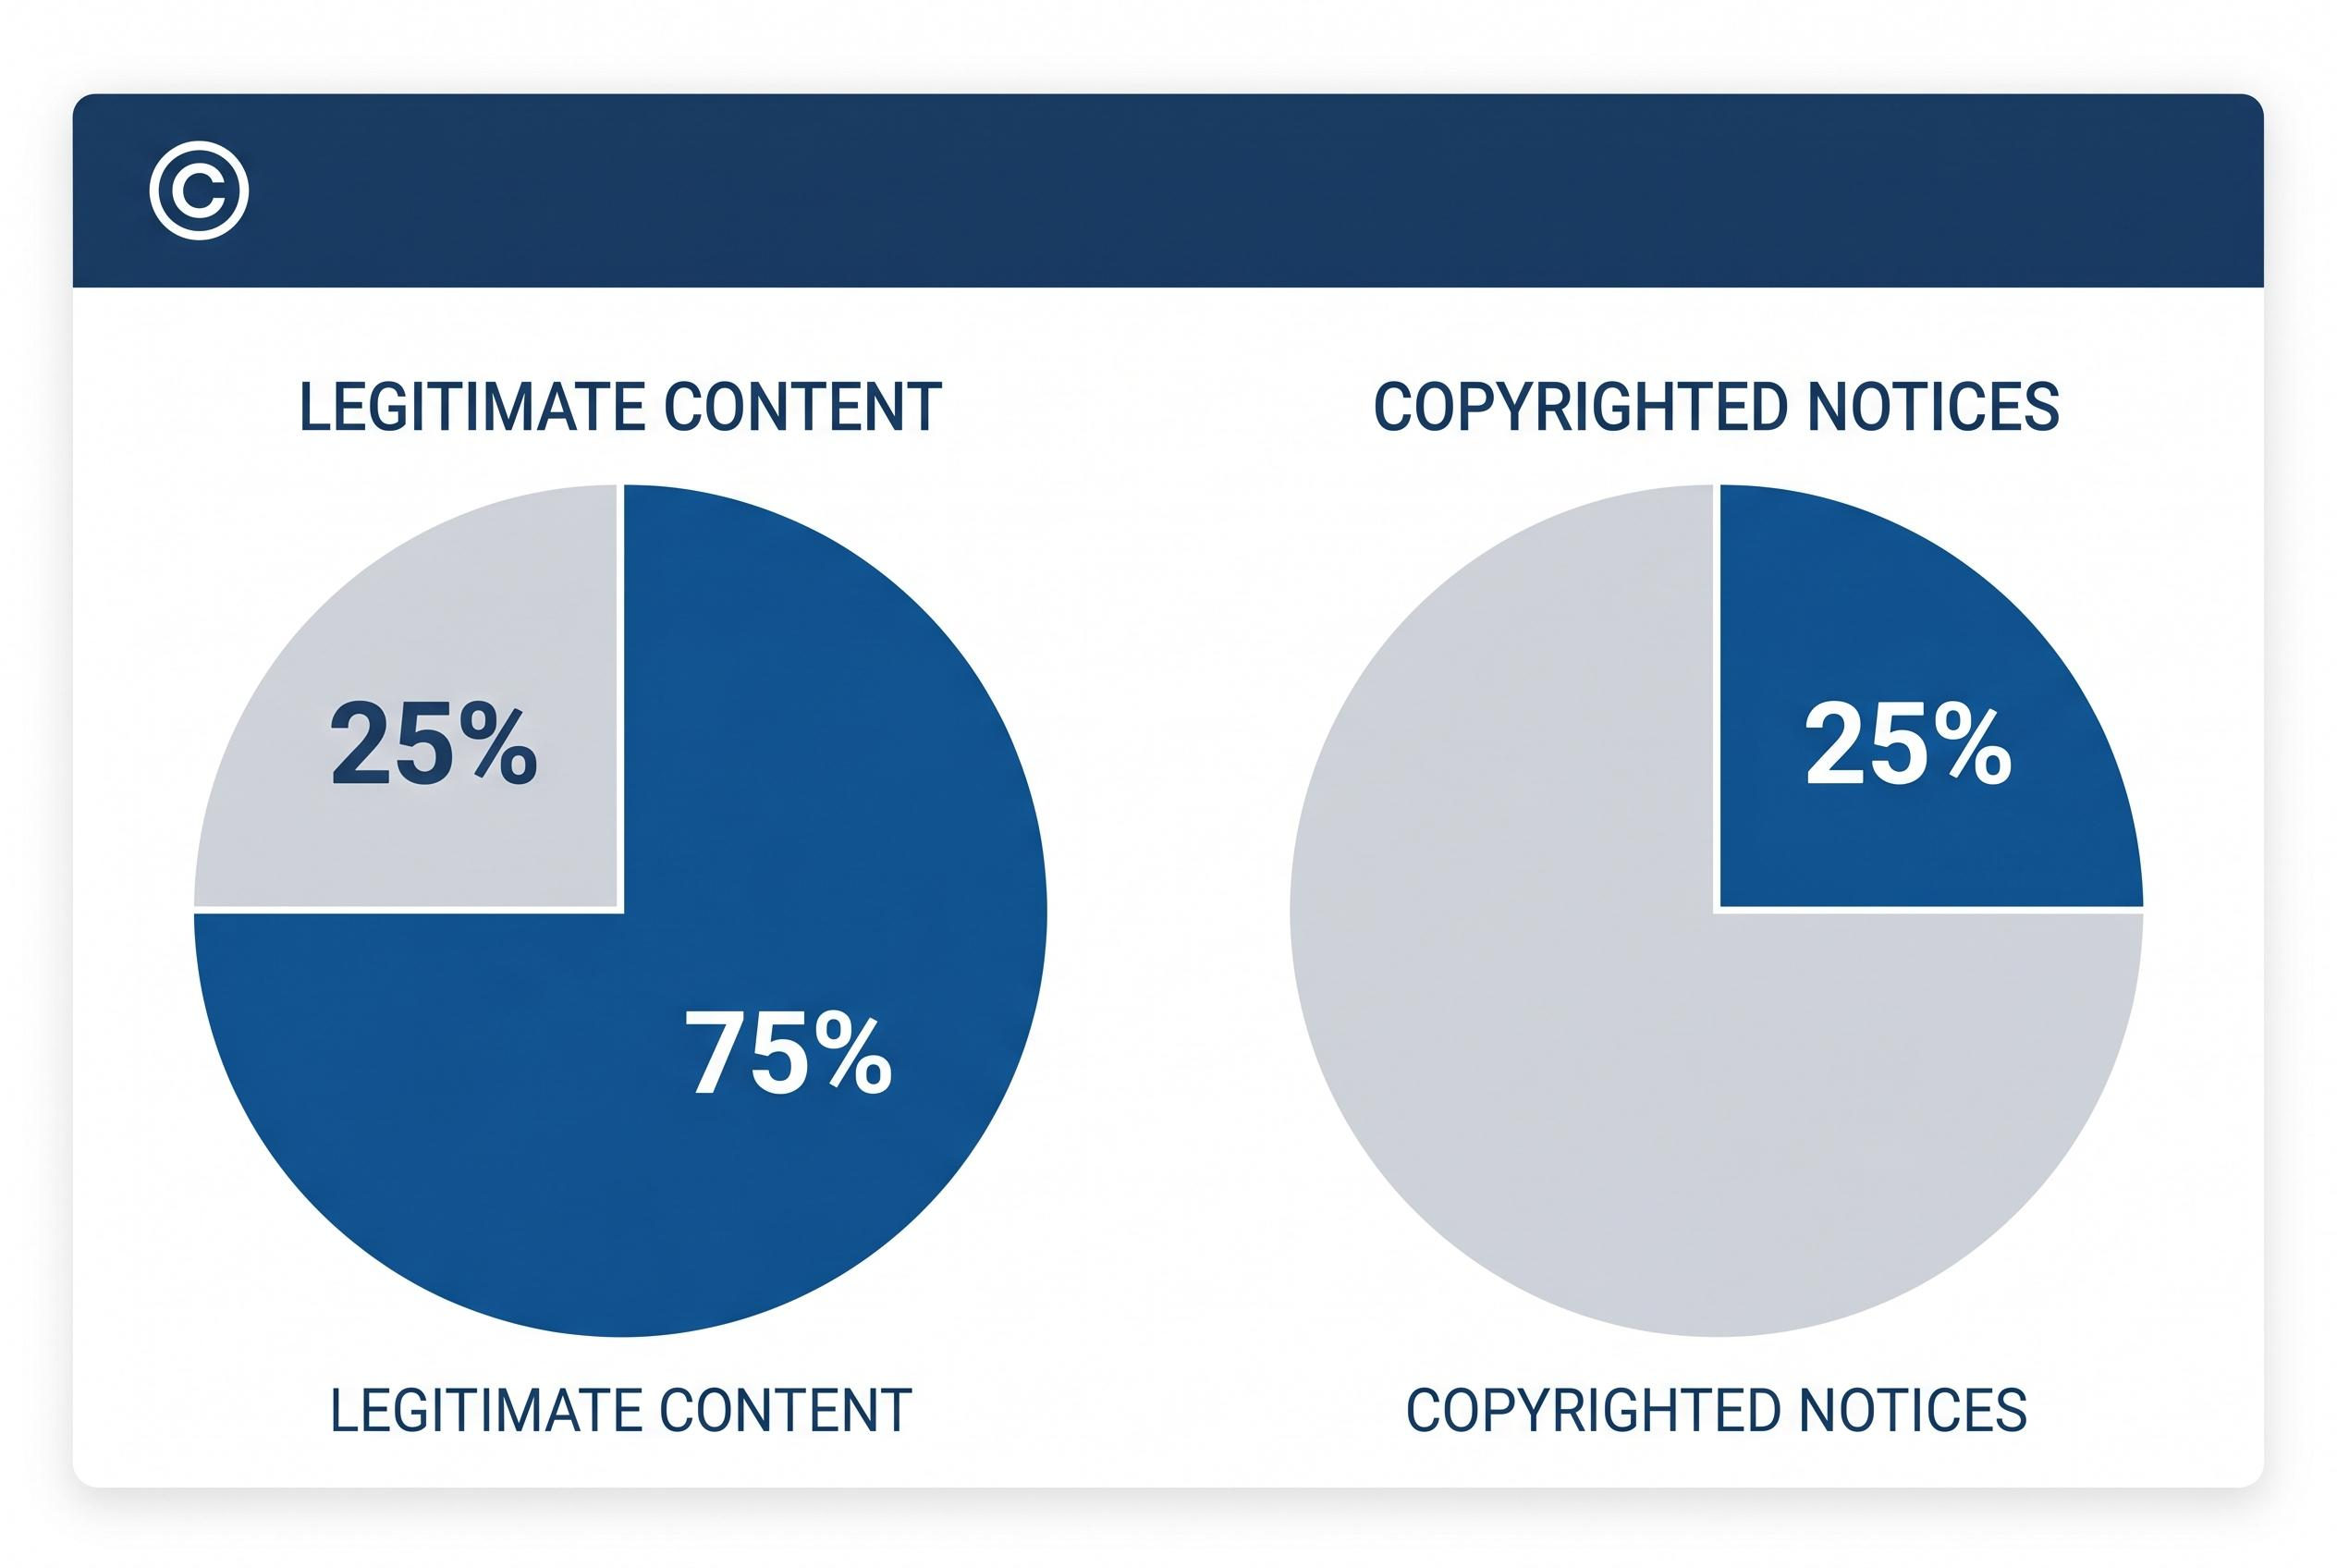 ©
LEGITIMATE CONTENT
25%
75%
LEGITIMATE CONTENT
COPYRIGHTED NOTICES
25%
COPYRIGHTED NOTICES